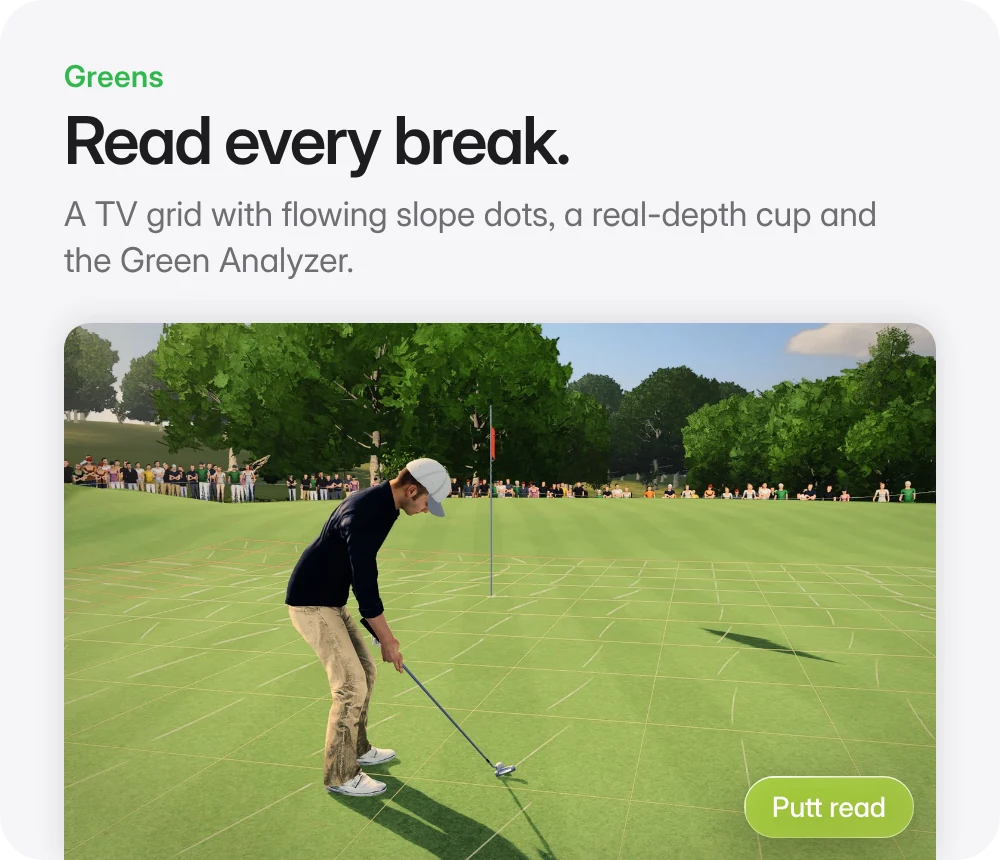 Greens
Read every break.
A TV grid with flowing slope dots, a real-depth cup and
the Green Analyzer.
Putt read